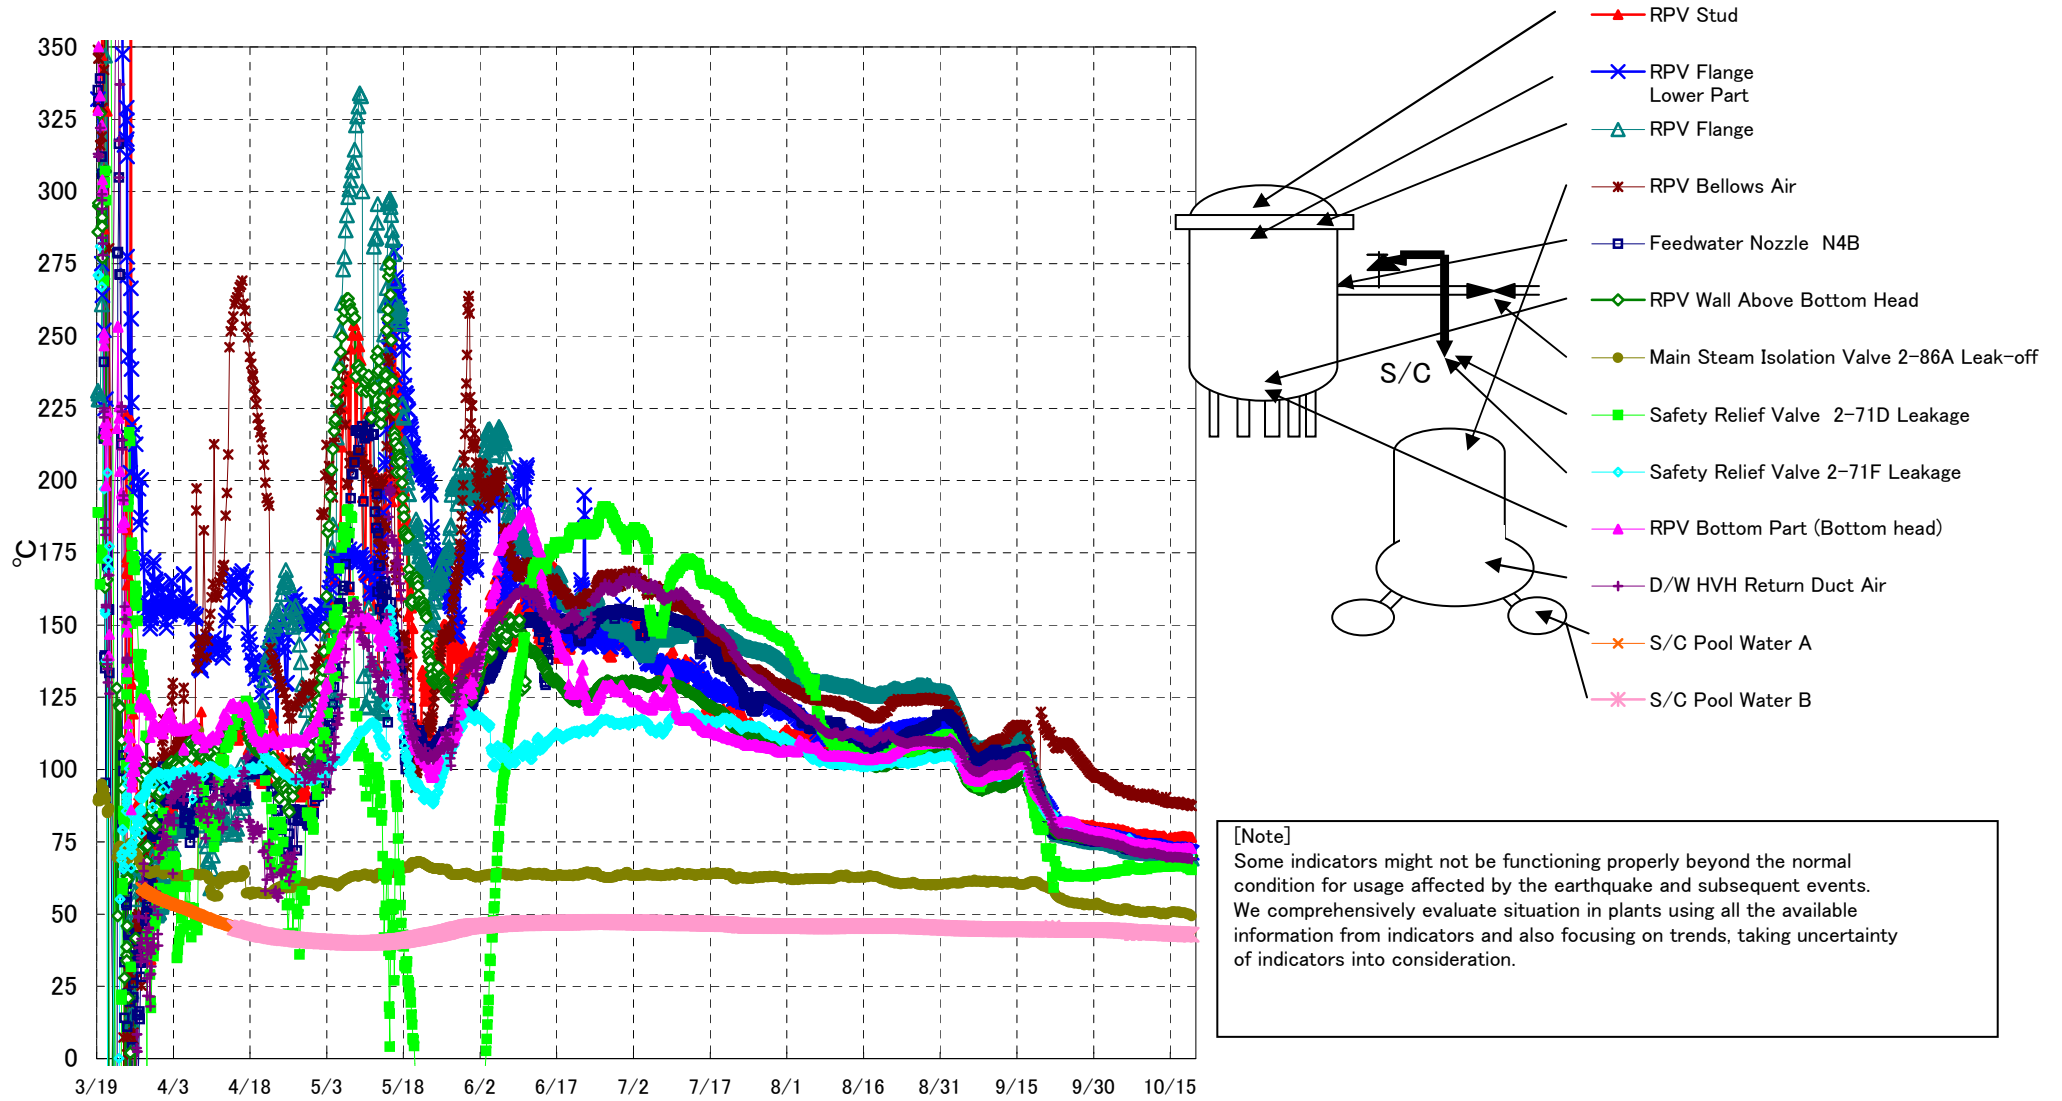 350
325
300
275
250
225
200
175
150
125
100
75
50
25
0
℃
3/19 4/3 4/18 5/3 5/18 6/2 6/17 7/2 7/17 8/1 8/16 8/31 9/15 9/30 10/15
RPV Stud
RPV Flange
Lower Part
RPV Flange
RPV Bellows Air
Feedwater Nozzle N4B
RPV Wall Above Bottom Head
Main Steam Isolation Valve 2-86A Leak-off
Safety Relief Valve 2-71D Leakage
Safety Relief Valve 2-71F Leakage
RPV Bottom Part (Bottom head)
D/W HVH Return Duct Air
S/C Pool Water A
S/C Pool Water B
S/C
[Note]
Some indicators might not be functioning properly beyond the normal
condition for usage affected by the earthquake and subsequent events.
We comprehensively evaluate situation in plants using all the available
information from indicators and also focusing on trends, taking uncertainty
of indicators into consideration.